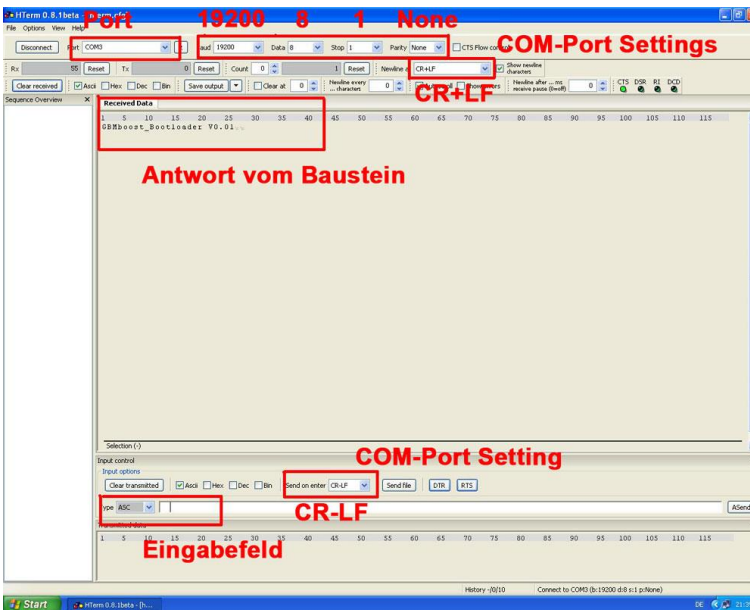 HTerm 0.8.1beta - [hterm.cfg]
Port 19200 8 1 None
File Options View Help
Disconnect Port COM3 Baud 19200 Data 8 Stop 1 Parity None CTS Flow control
COM-Port Settings
Rx 55 Reset Tx 0 Reset Count 0 1 Reset Newline at CR+LF Show newline characters
Clear received Ascii Hex Dec Bin Save output Clear at 0 Newline every ... characters 0 Autoscroll Show errors Newline after ... ms receive pause (0=off) 0 CTS DSR RI DCD
CR+LF
Sequence Overview X Received Data
1 5 10 15 20 25 30 35 40 45 50 55 60 65 70 75 80 85 90 95 100 105 110 115
GBMboost_Bootloader V0.01
Antwort vom Baustein
Selection (-)
COM-Port Setting
Input control
Input options
Clear transmitted Ascii Hex Dec Bin Send on enter CR-LF Send file DTR RTS
CR-LF
Type ASC ASend
Transmitted data
1 5 10 15 20 25 30 35 40 45 50 55 60 65 70 75 80 85 90 95 100 105 110 115
Eingabefeld
History -/0/10 Connect to COM3 (b:19200 d:8 s:1 p:None)
Start HTerm 0.8.1beta - [h... DE